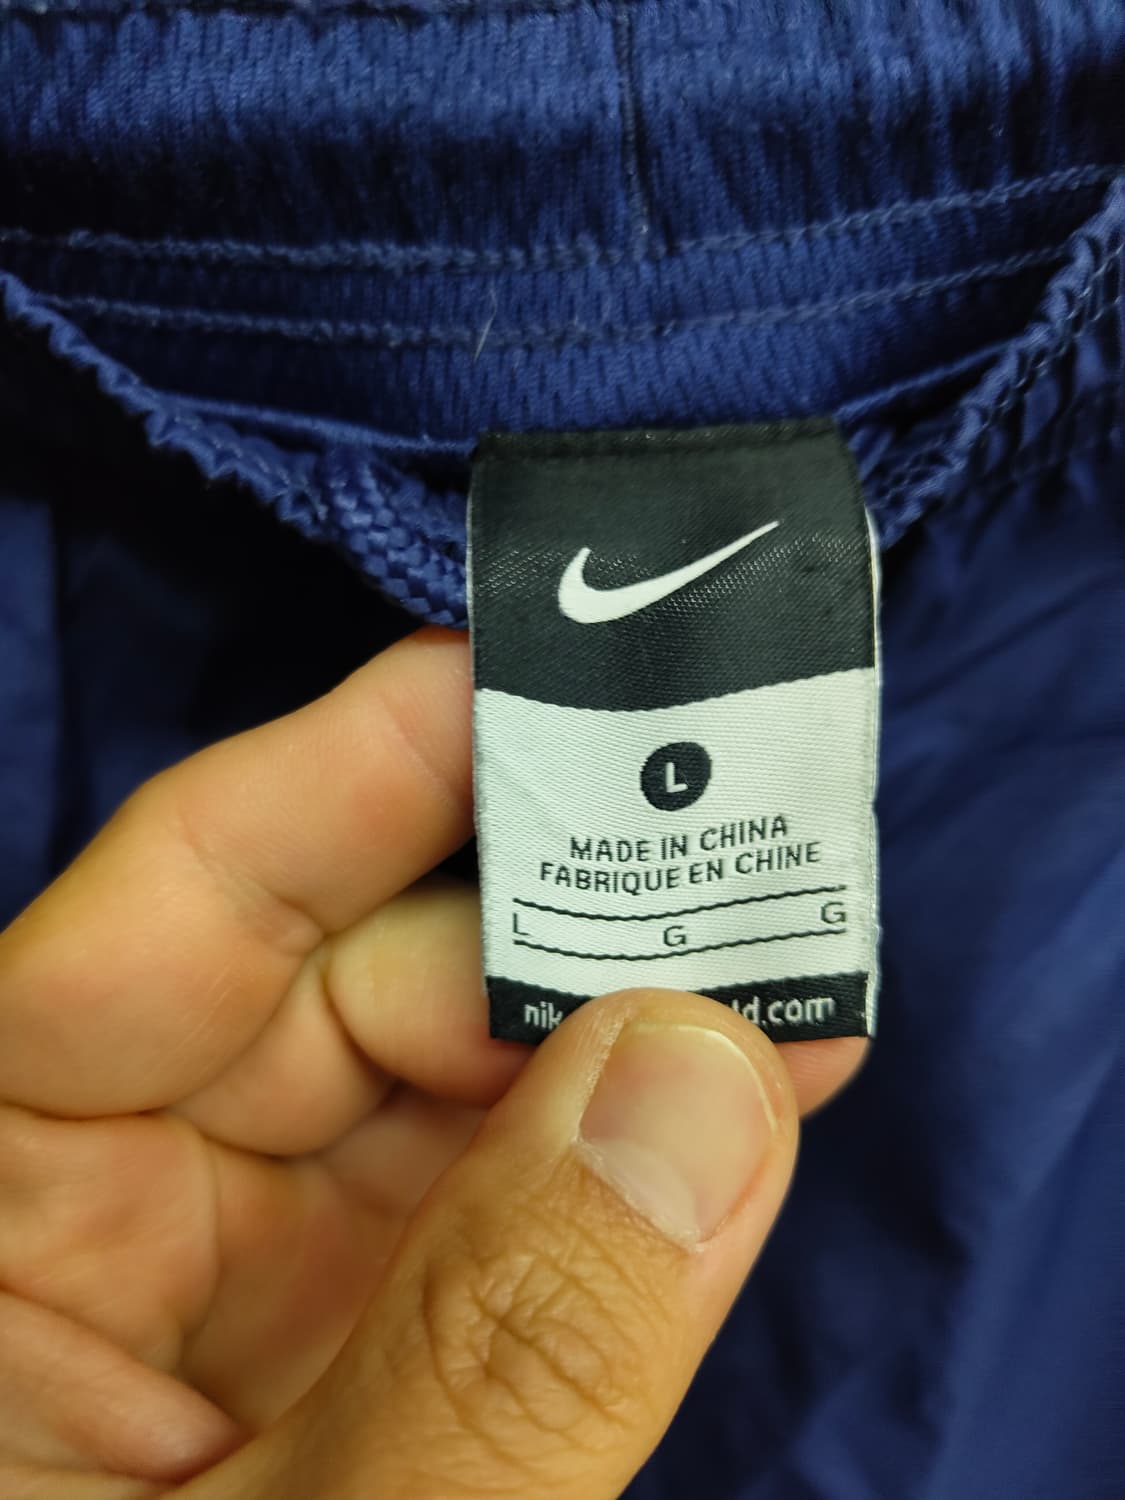 L
MADE IN CHINA
FABRIQUE EN CHINE
L G G